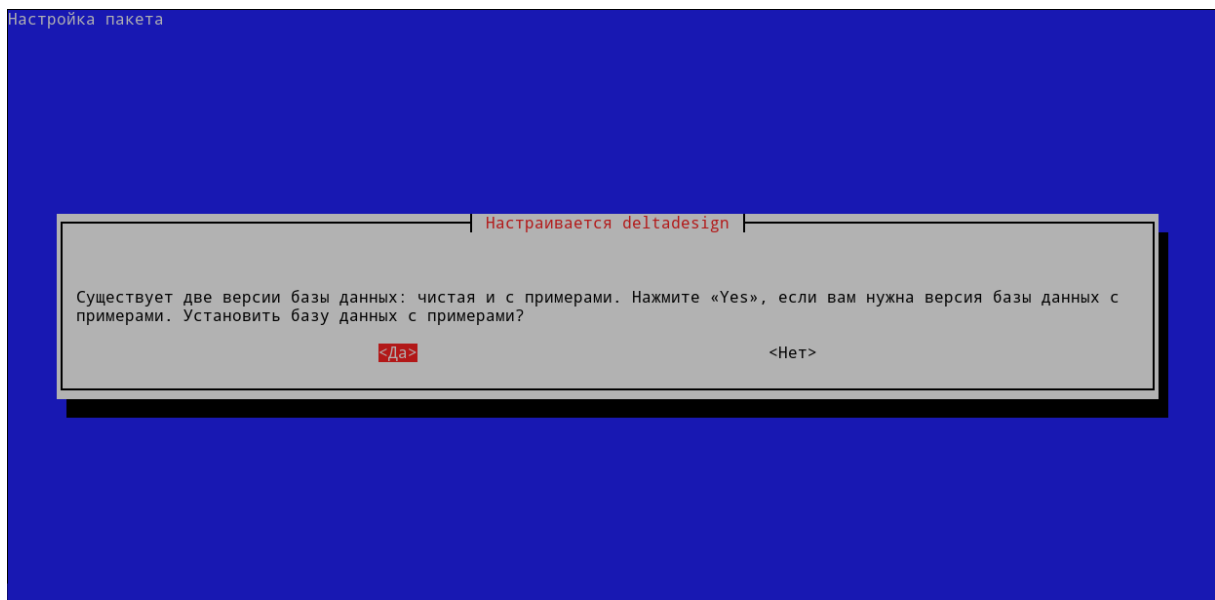 Настройка пакета
Настраивается deltadesign
Существует две версии базы данных: чистая и с примерами. Нажмите «Yes», если вам нужна версия базы данных с
примерами. Установить базу данных с примерами?
<Да> <Нет>